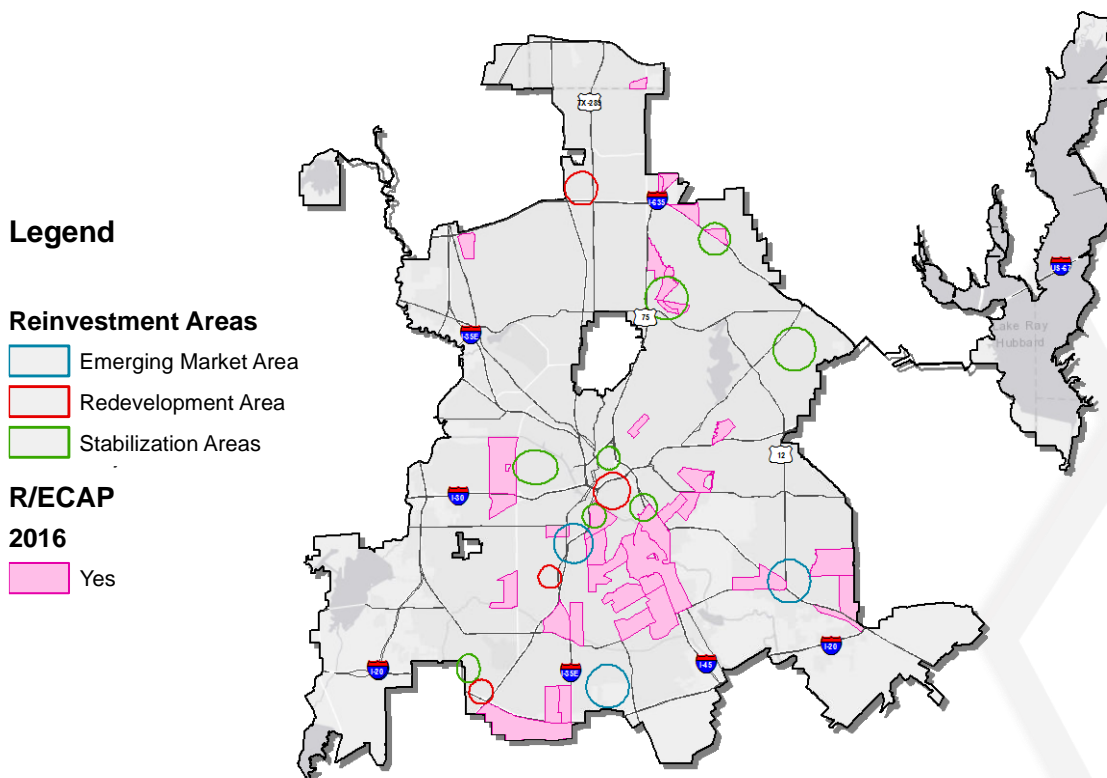 TX-289
I-635
Legend
US-67
Reinvestment Areas
75
I-35E
Lake Ray
Hubbard
Emerging Market Area
Redevelopment Area
Stabilization Areas
12
R/ECAP
I-30
2016
Yes
I-20
I-20
I-35E
I-45